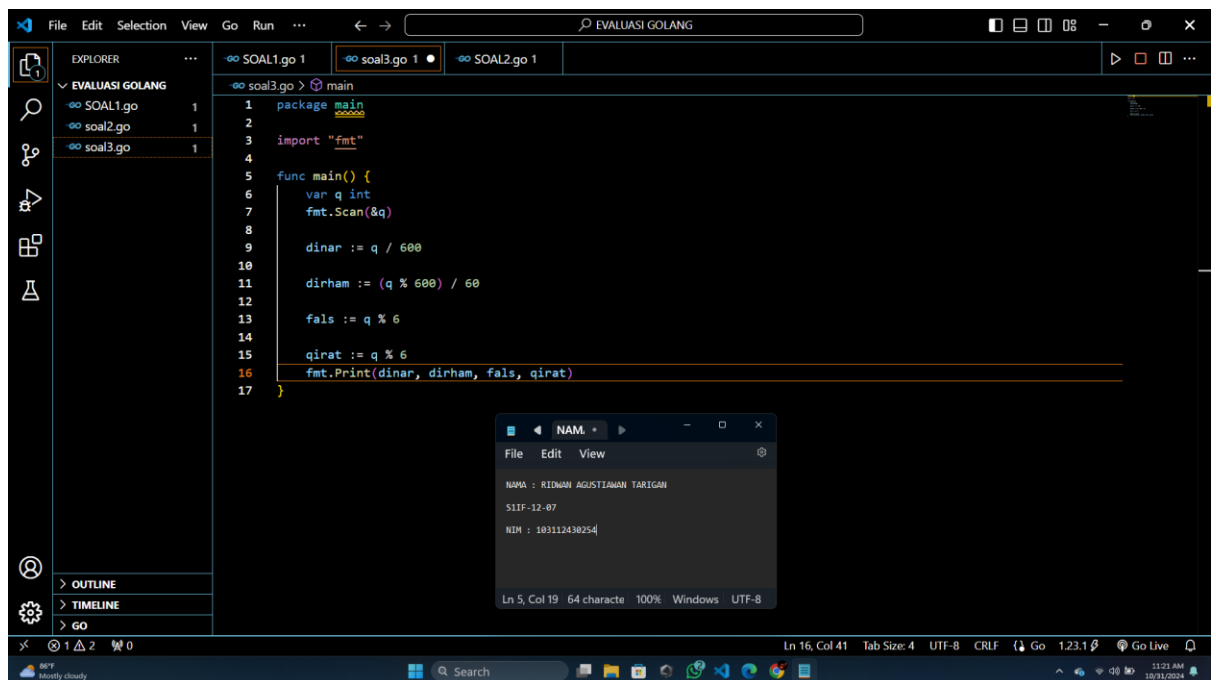 File Edit Selection View Go Run ... ← → EVALUASI GOLANG
EXPLORER ...
EVALUASI GOLANG
SOAL1.go 1
soal2.go 1
soal3.go 1
OUTLINE
TIMELINE
GO
SOAL1.go 1 soal3.go 1 ● SOAL2.go 1
soal3.go > main
1 package main
2
3 import "fmt"
4
5 func main() {
6 var q int
7 fmt.Scan(&q)
8
9 dinar := q / 600
10
11 dirham := (q % 600) / 60
12
13 fals := q % 6
14
15 qirat := q % 6
16 fmt.Print(dinar, dirham, fals, qirat)
17 }
NAM. •
File Edit View
NAMA : RIDWAN AGUSTIAWAN TARIGAN
S1IF-12-07
NIM : 103112430254
Ln 5, Col 19 64 characte 100% Windows UTF-8
1 2 0 Ln 16, Col 41 Tab Size: 4 UTF-8 CRLF Go 1.23.1 Go Live
86°F
Mostly cloudy
Search
11:21 AM
10/31/2024